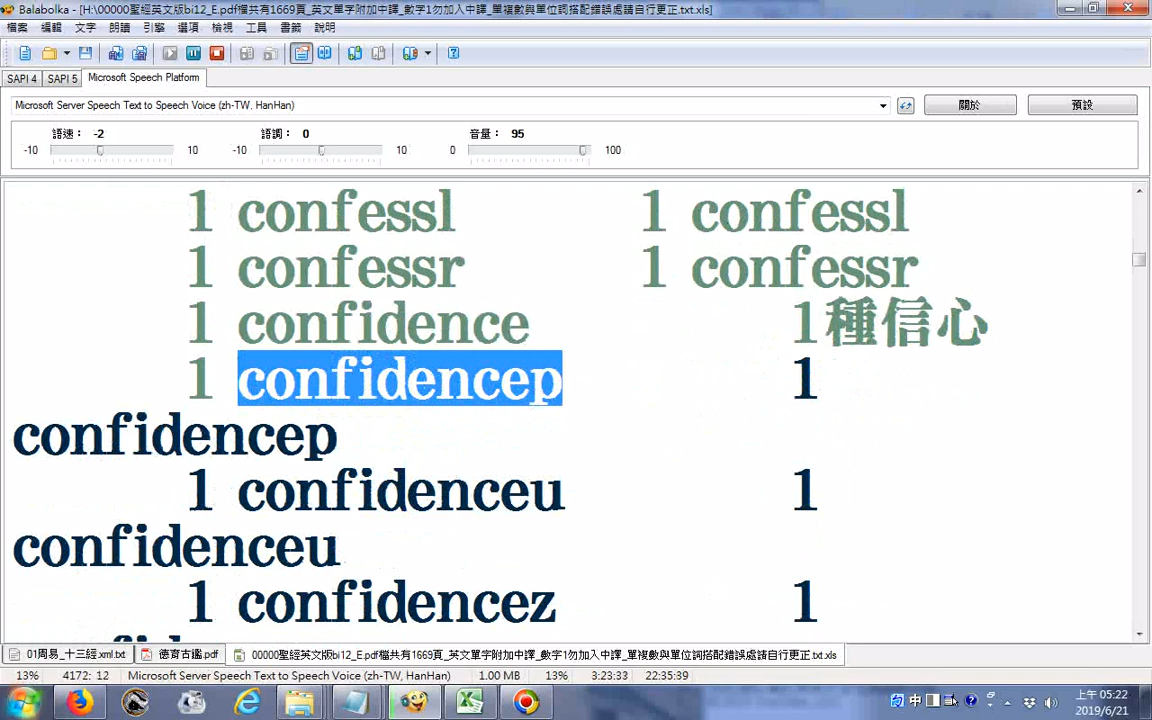 Balabolka - [H:\00000聖經英文版bi12_E.pdf檔共有1669頁_英文單字附加中譯_數字1勿加入中譯_單複數與單位詞搭配錯誤處請自行更正.txt.xls]
檔案 編輯 文字 朗讀 引擎 選項 檢視 工具 書籤 說明
SAPI 4 SAPI 5 Microsoft Speech Platform
Microsoft Server Speech Text to Speech Voice (zh-TW, HanHan) 關於 預設
語速： -2 語調： 0 音量： 95
-10 10 -10 10 0 100
1 confessl 1 confessl
1 confessr 1 confessr
1 confidence 1種信心
1 confidencep 1
confidencep
1 confidenceu 1
confidenceu
1 confidencez 1
01周易_十三經.xml.txt 德育古鑑.pdf 00000聖經英文版bi12_E.pdf檔共有1669頁_英文單字附加中譯_數字1勿加入中譯_單複數與單位詞搭配錯誤處請自行更正.txt.xls
13% 4172: 12 Microsoft Server Speech Text to Speech Voice (zh-TW, HanHan) 1.00 MB 13% 3:23:33 22:35:39
中 上午 05:22
2019/6/21